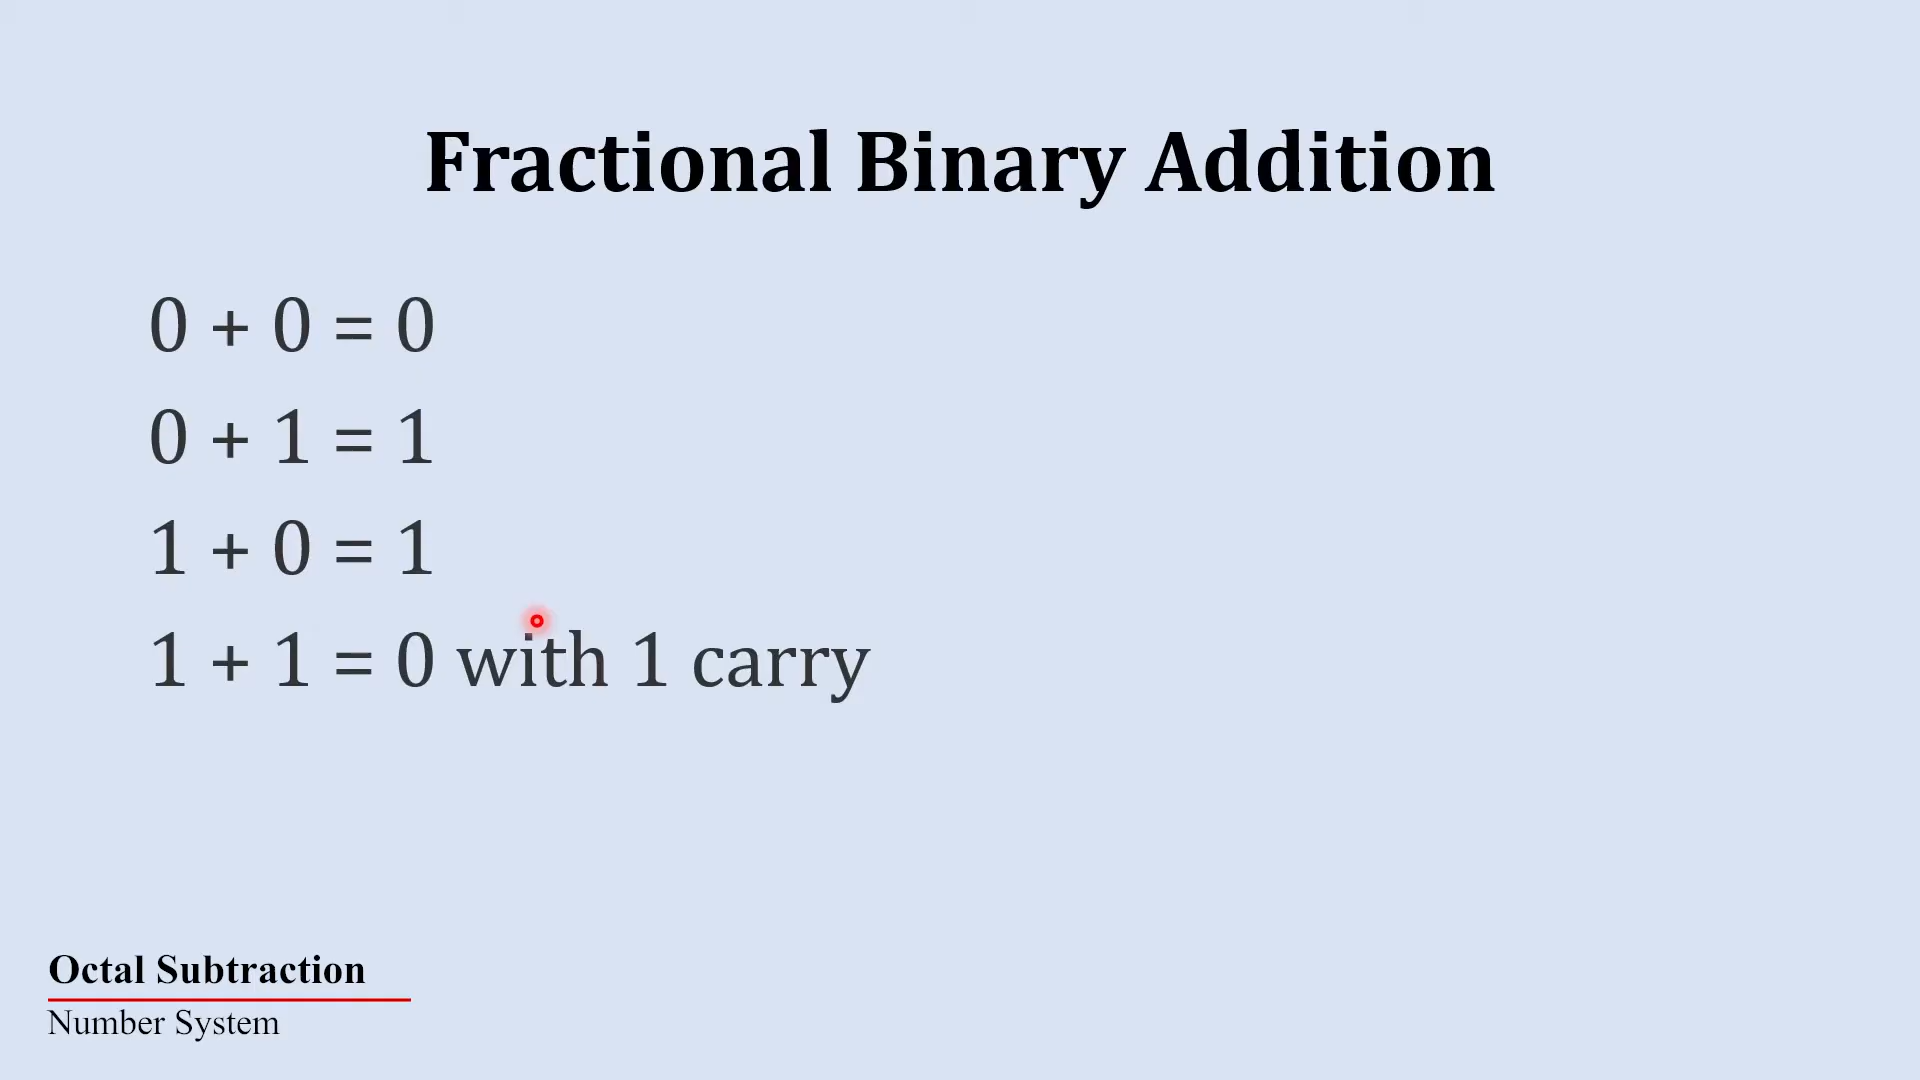 Fractional Binary Addition
0 + 0 = 0
0 + 1 = 1
1 + 0 = 1
1 + 1 = 0 with 1 carry
Octal Subtraction
Number System